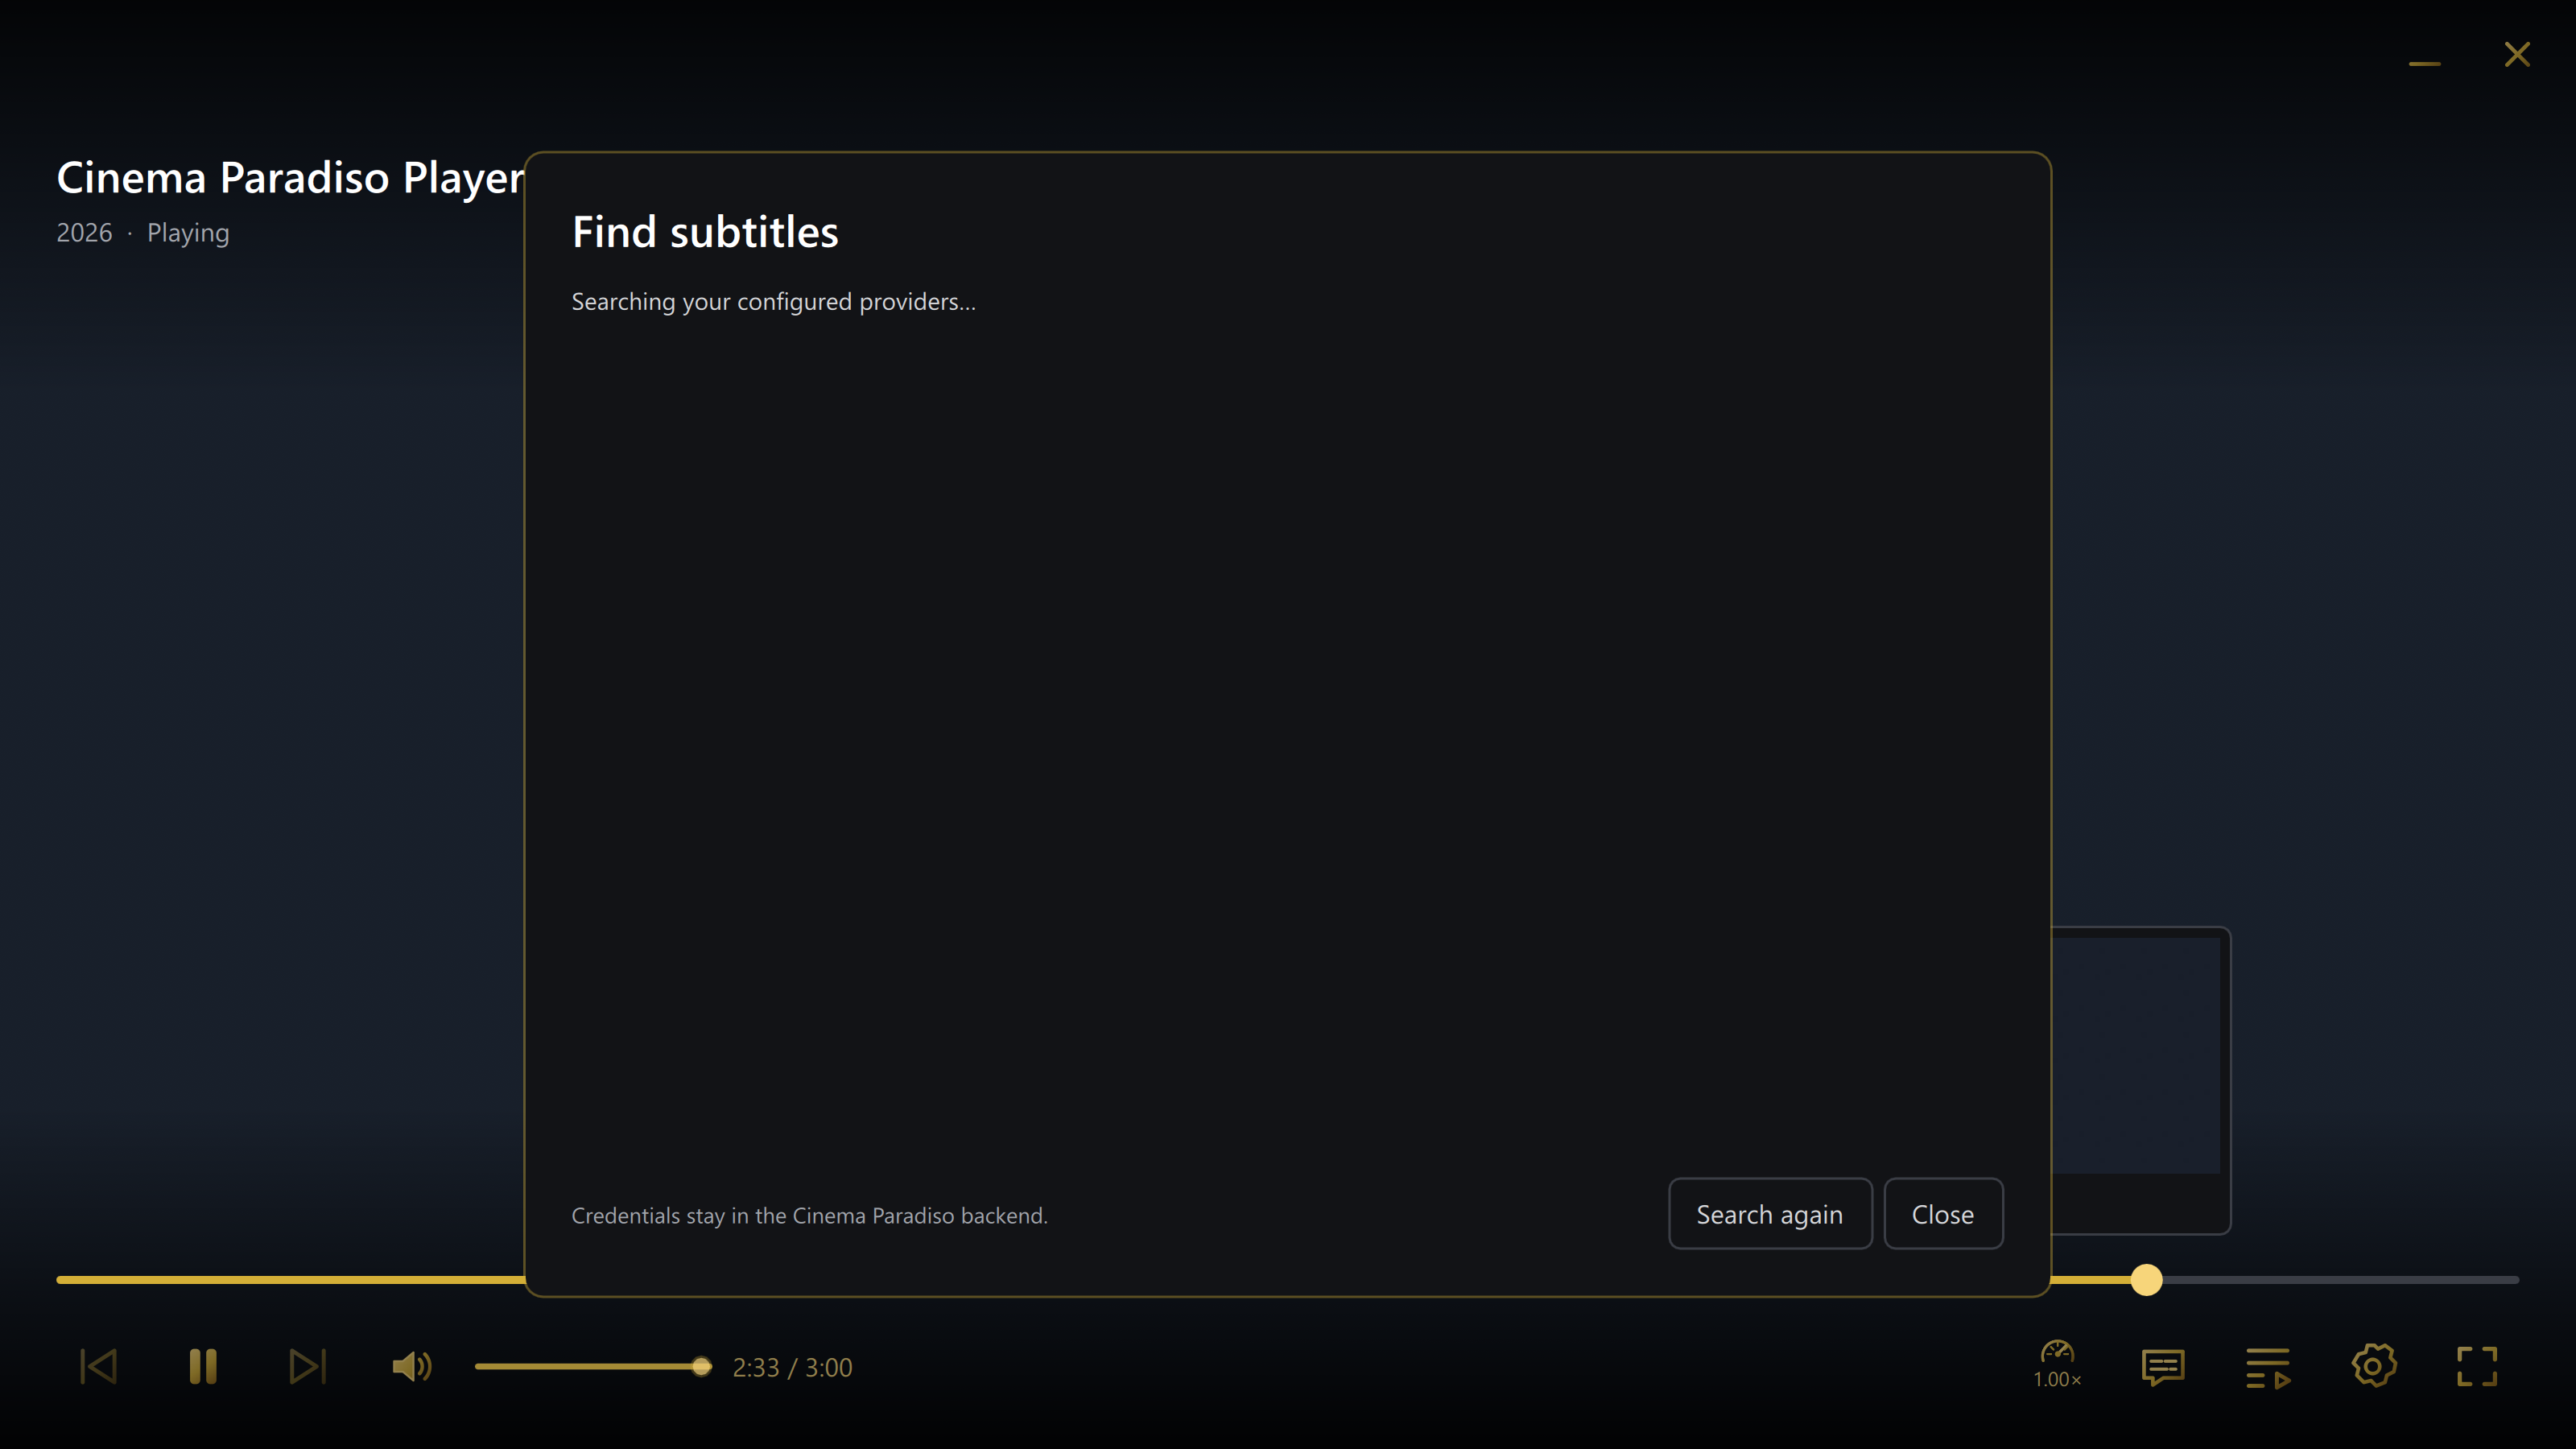 Cinema Paradiso Player
2026 · Playing
Find subtitles
Searching your configured providers...
Credentials stay in the Cinema Paradiso backend.
Search again
Close
2:33 / 3:00
1.00×